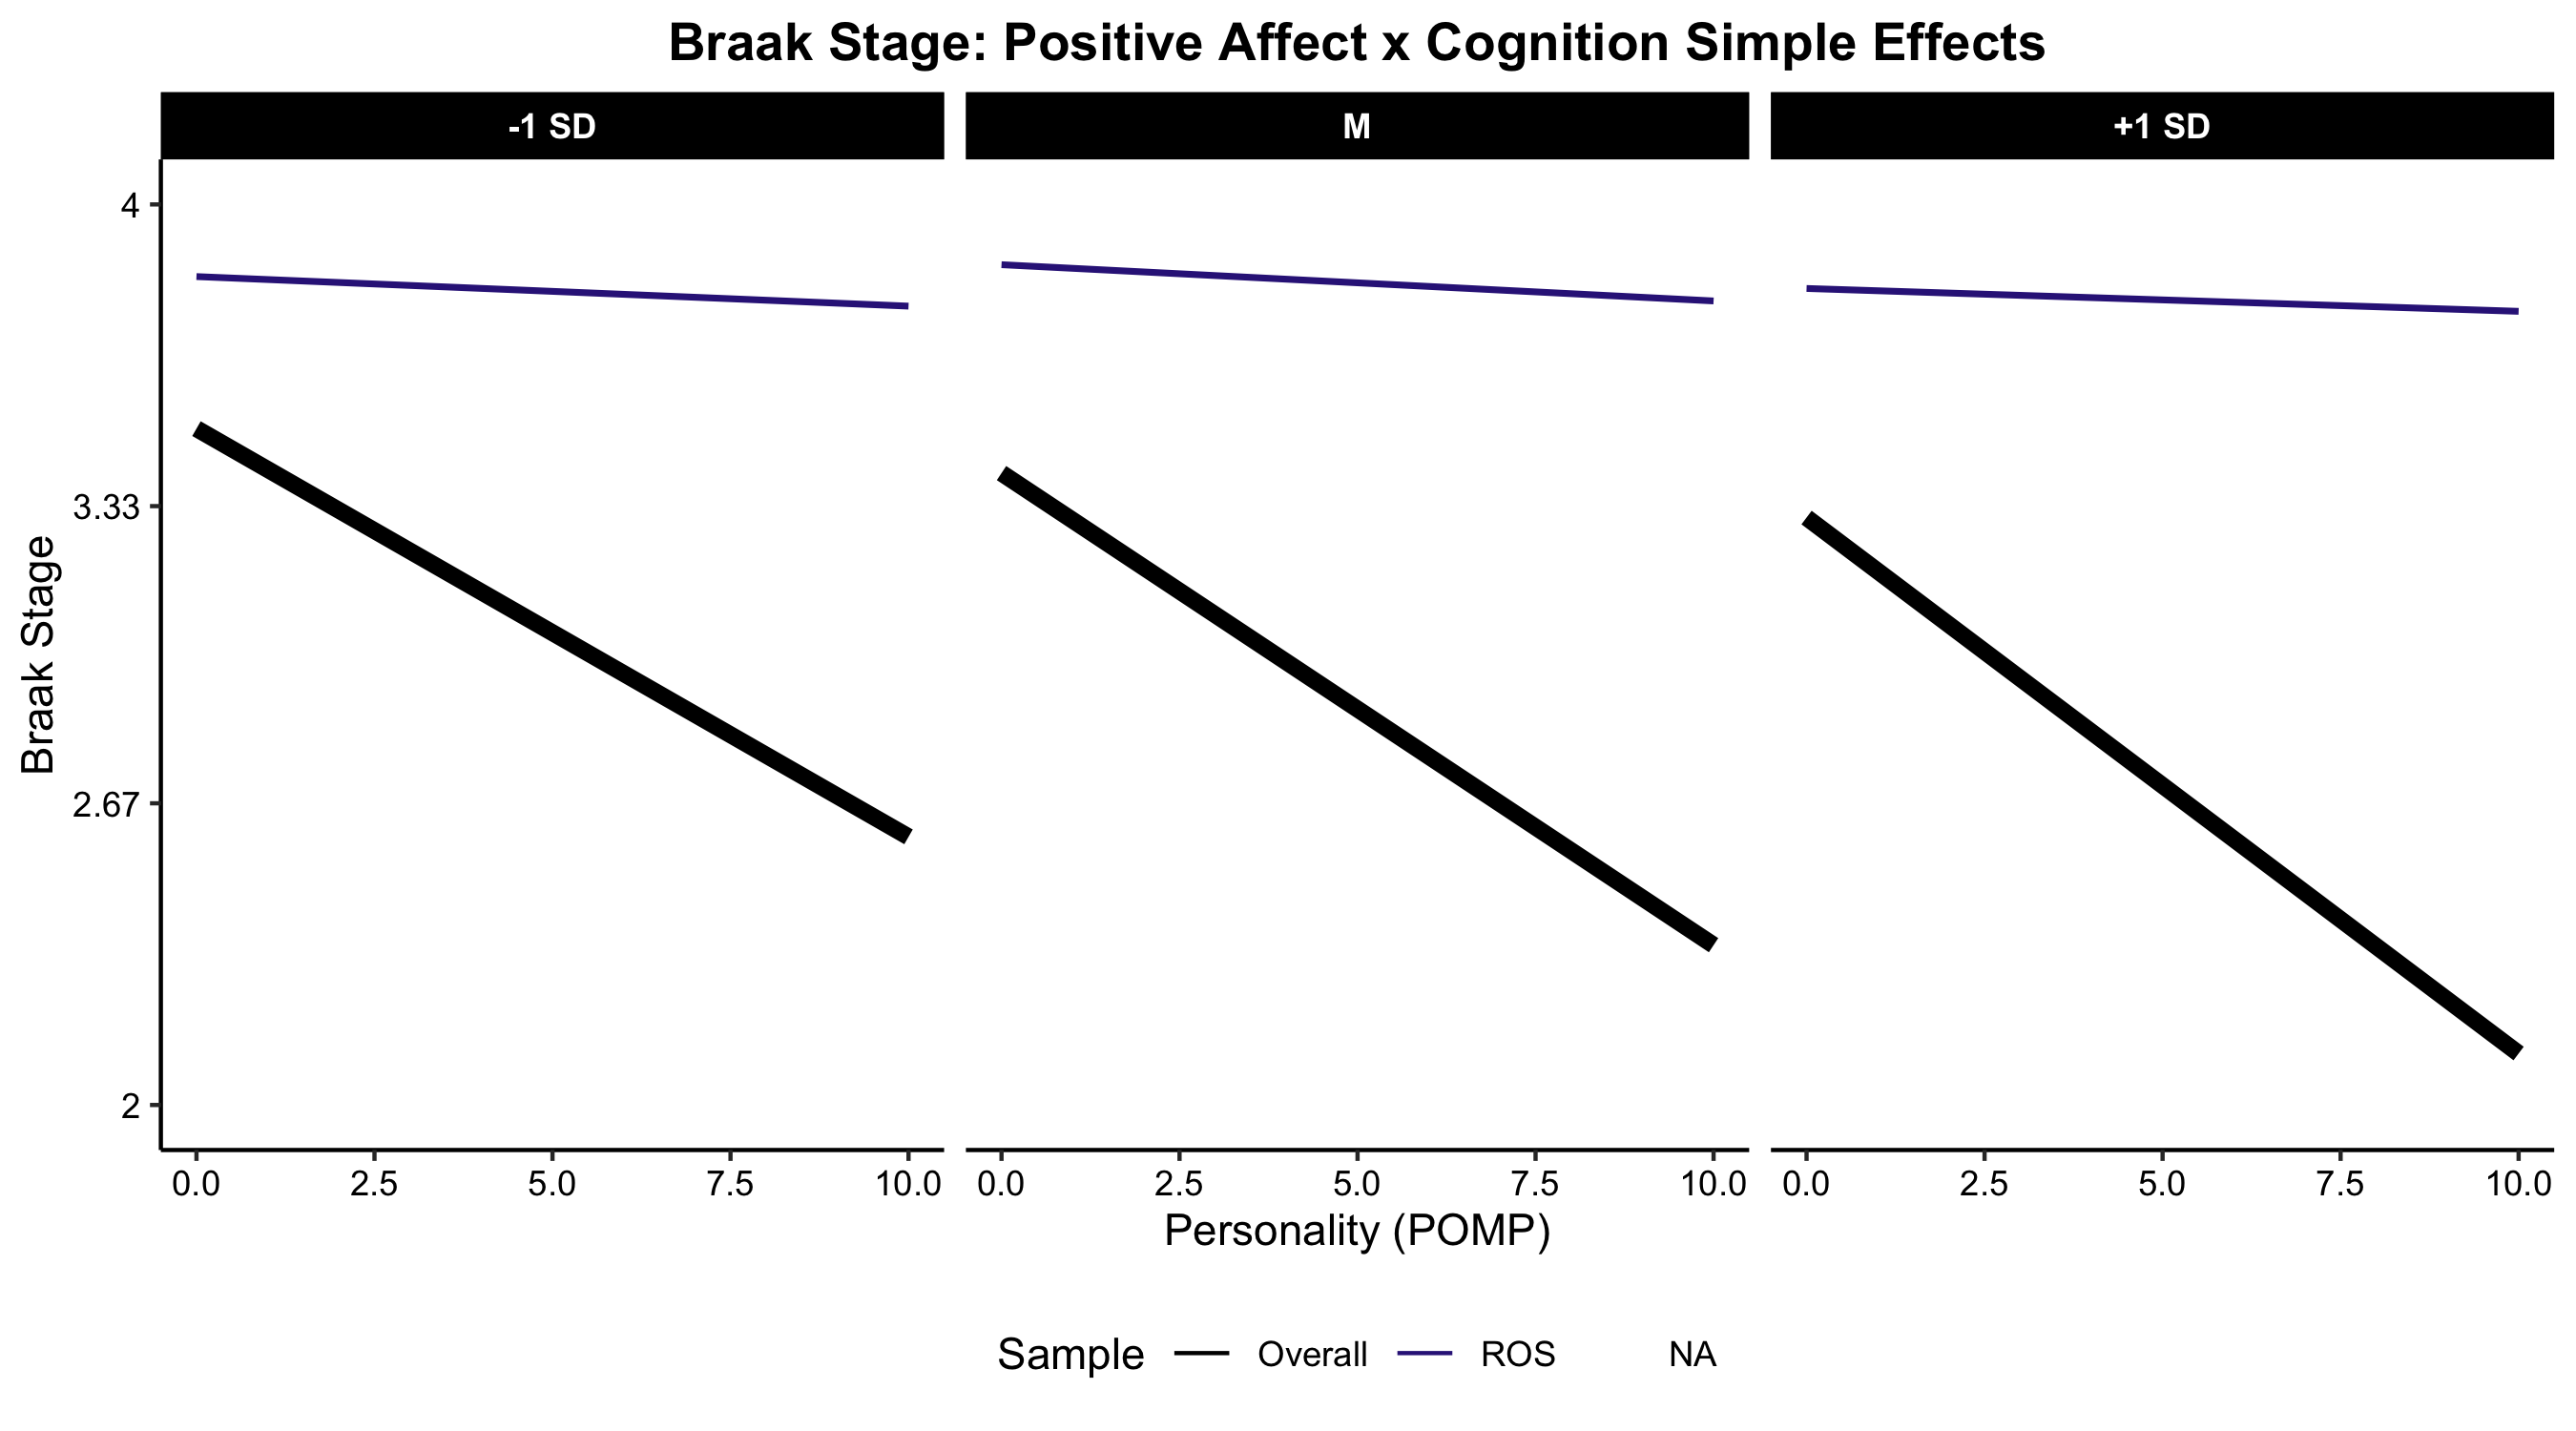 Braak Stage: Positive Affect x Cognition Simple Effects
-1 SD M +1 SD
4
3.33
2.67
2
Braak Stage
0.0 2.5 5.0 7.5 10.0 0.0 2.5 5.0 7.5 10.0 0.0 2.5 5.0 7.5 10.0
Personality (POMP)
Sample Overall ROS NA